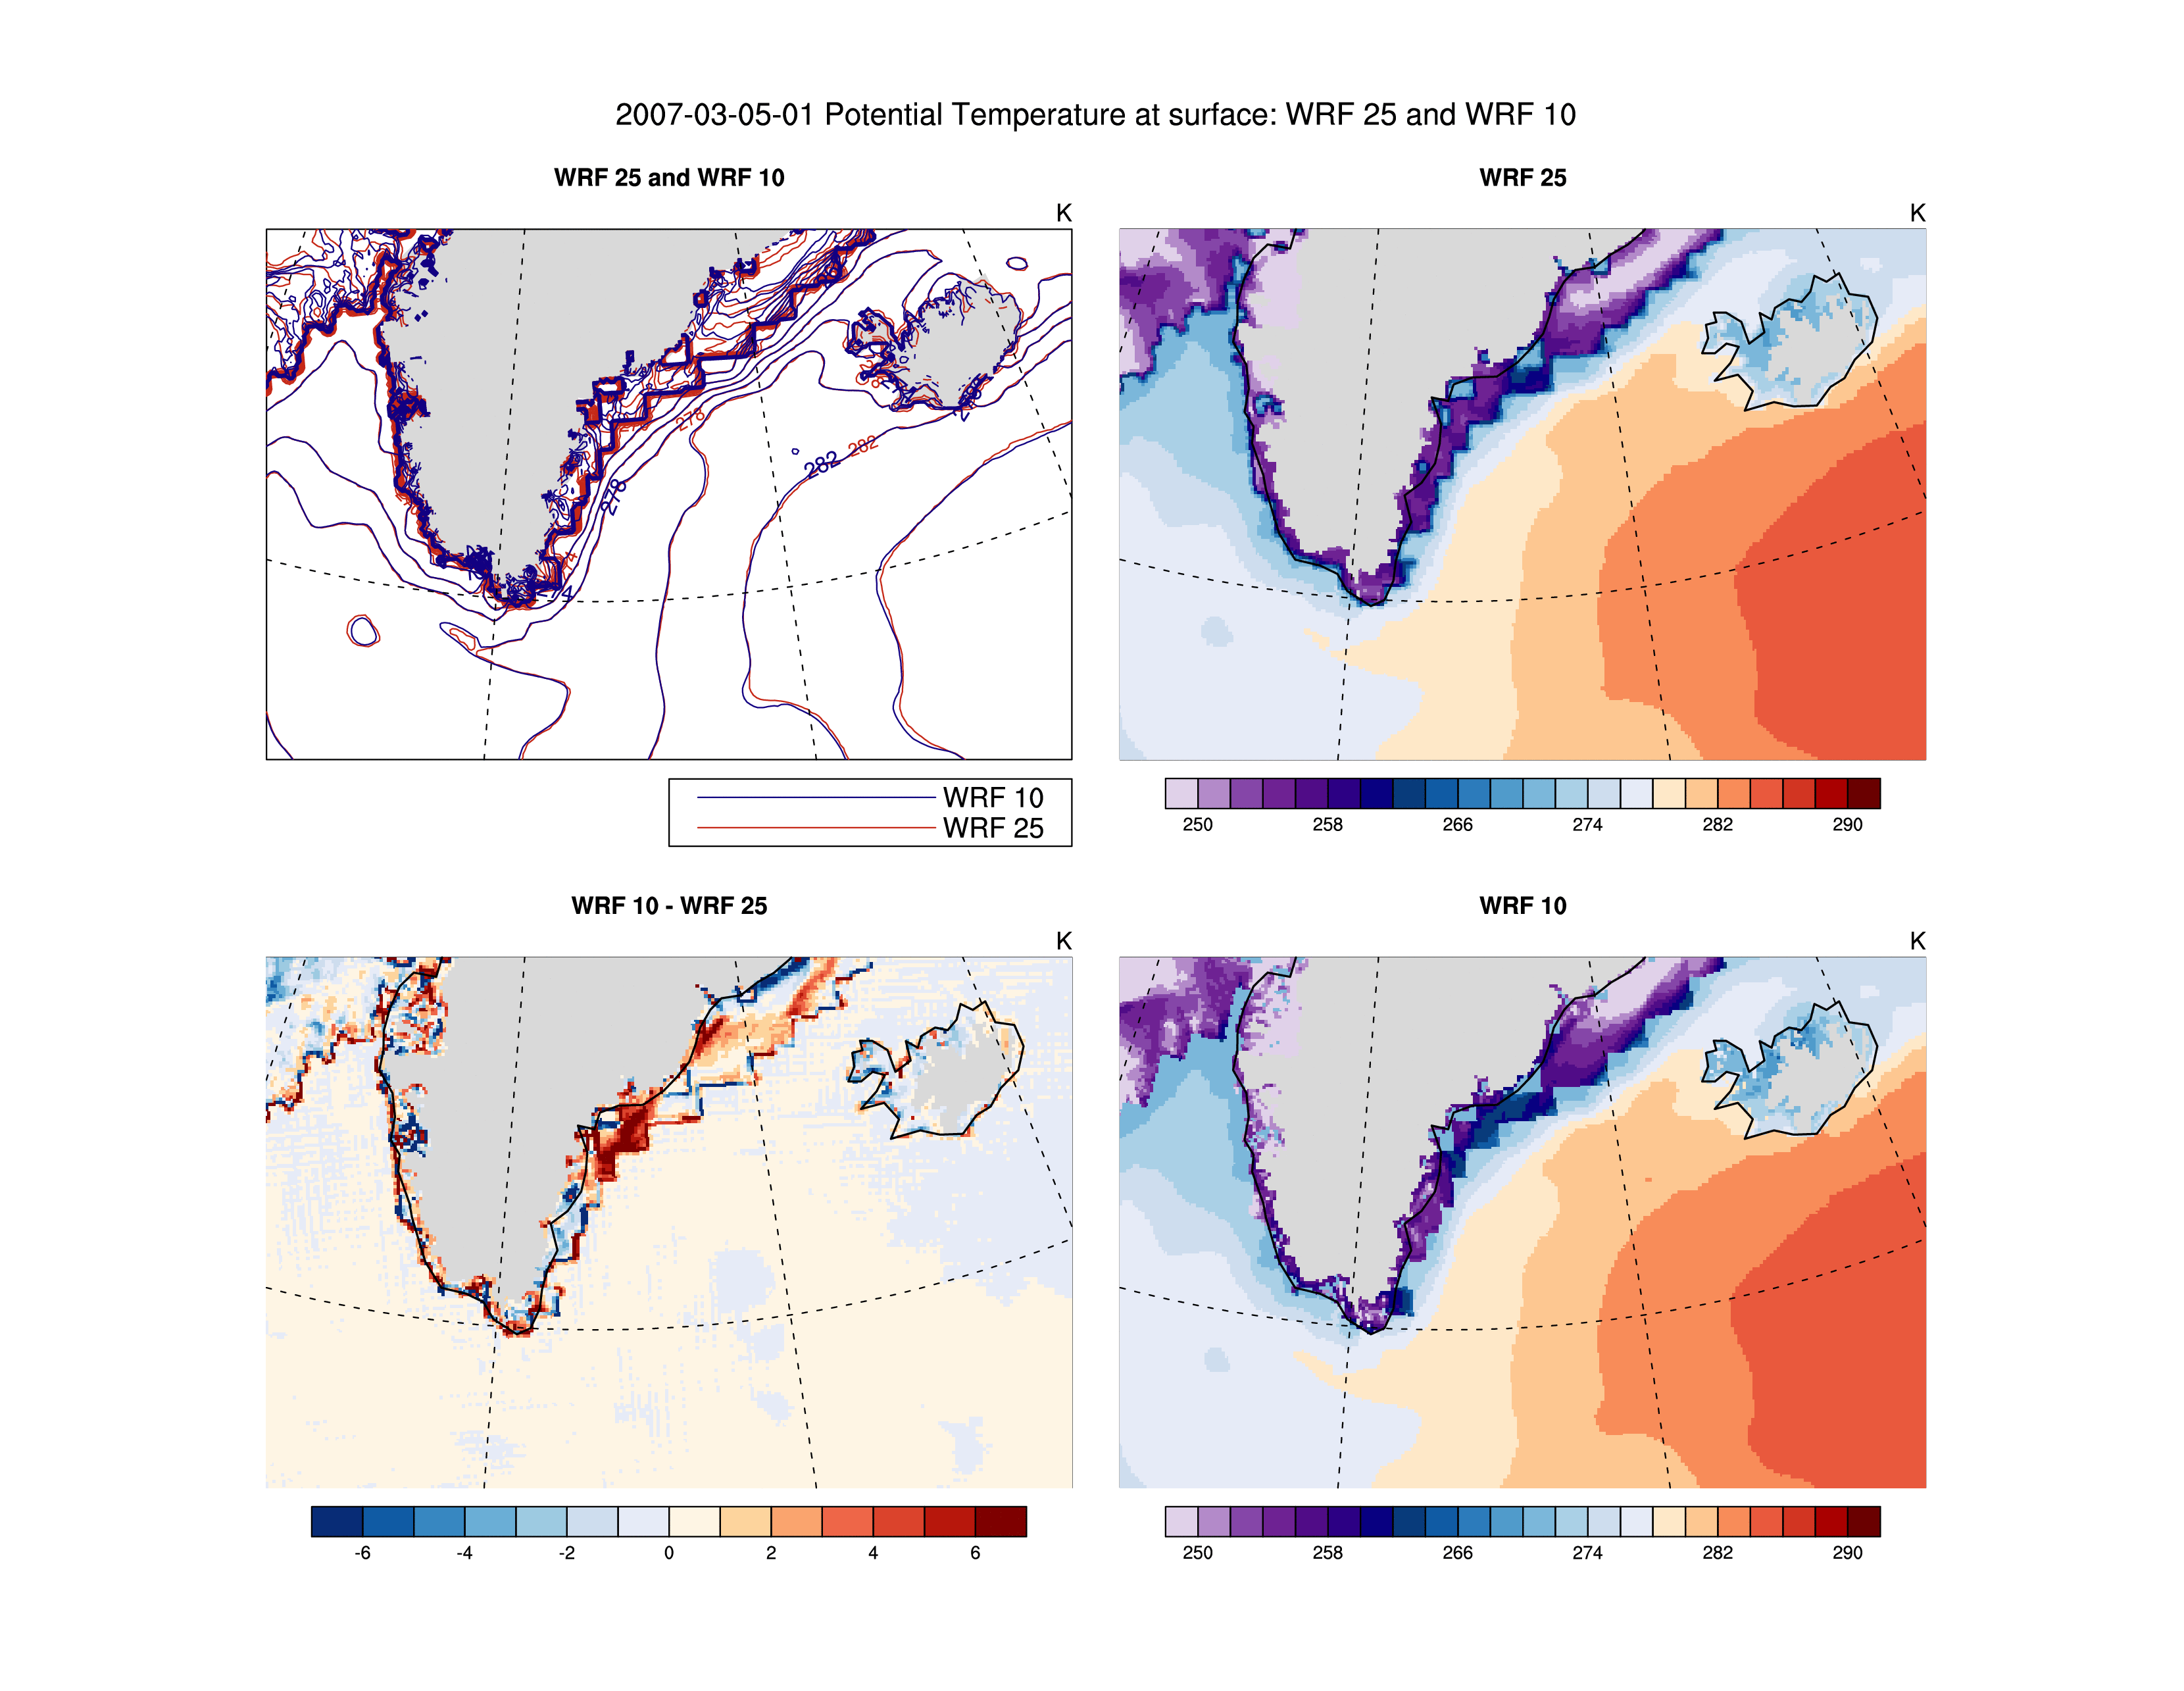 2007-03-05-01 Potential Temperature at surface: WRF 25 and WRF 10
WRF 25 and WRF 10
K
278
278
282
282
274
WRF 10
WRF 25
WRF 25
K
250 258 266 274 282 290
WRF 10 - WRF 25
K
-6 -4 -2 0 2 4 6
WRF 10
K
250 258 266 274 282 290